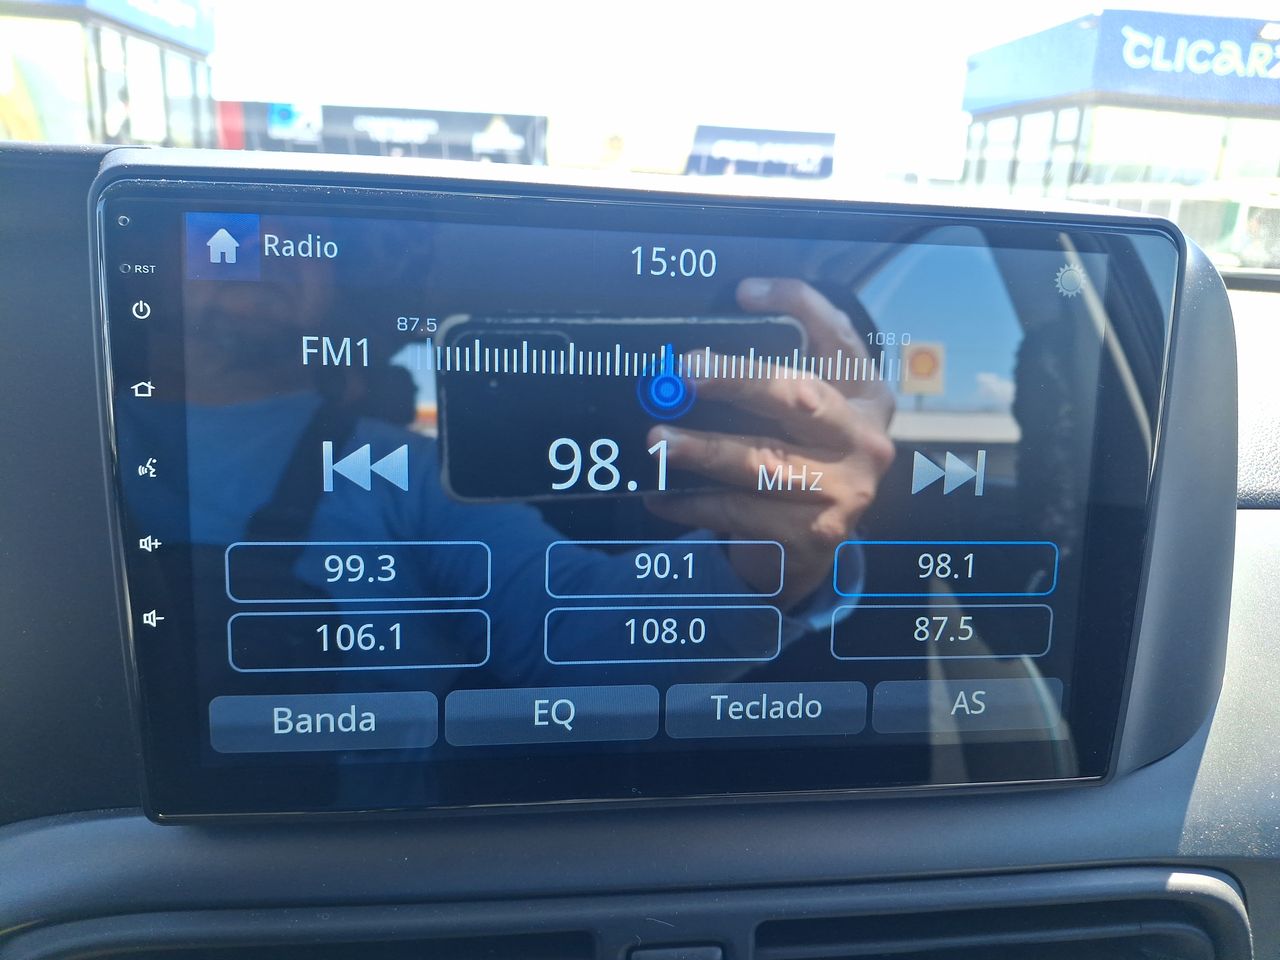 CLICAR
Radio
15:00
RST
87.5
108.0
FM1
98.1 MHz
99.3
90.1
98.1
106.1
108.0
87.5
Banda
EQ
Teclado
AS